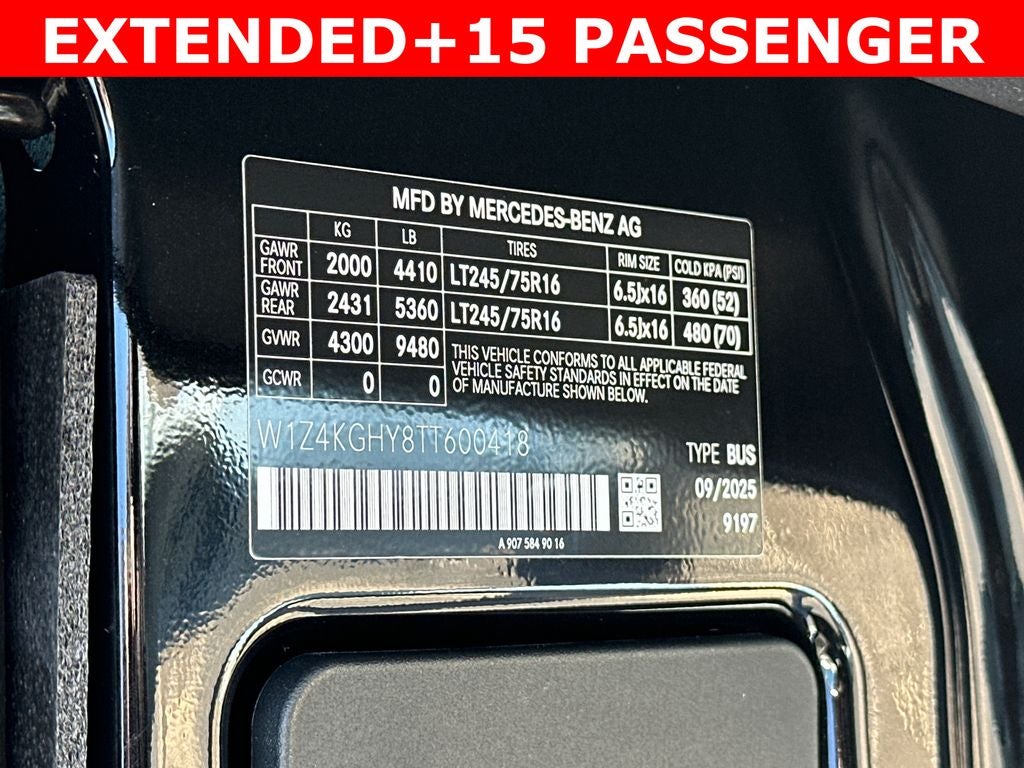 EXTENDED+15 PASSENGER
MFD BY MERCEDES-BENZ AG
KG LB TIRES RIM SIZE COLD KPA (PSI)
GAWR FRONT 2000 4410 LT245/75R16 6.5Jx16 360 (52)
GAWR REAR 2431 5360 LT245/75R16 6.5Jx16 480 (70)
GVWR 4300 9480
GCWR 0 0
THIS VEHICLE CONFORMS TO ALL APPLICABLE FEDERAL
VEHICLE SAFETY STANDARDS IN EFFECT ON THE DATE
OF MANUFACTURE SHOWN BELOW.
W1Z4KGHY8TT600418
TYPE BUS
09/2025
9197
A 907 584 90 16